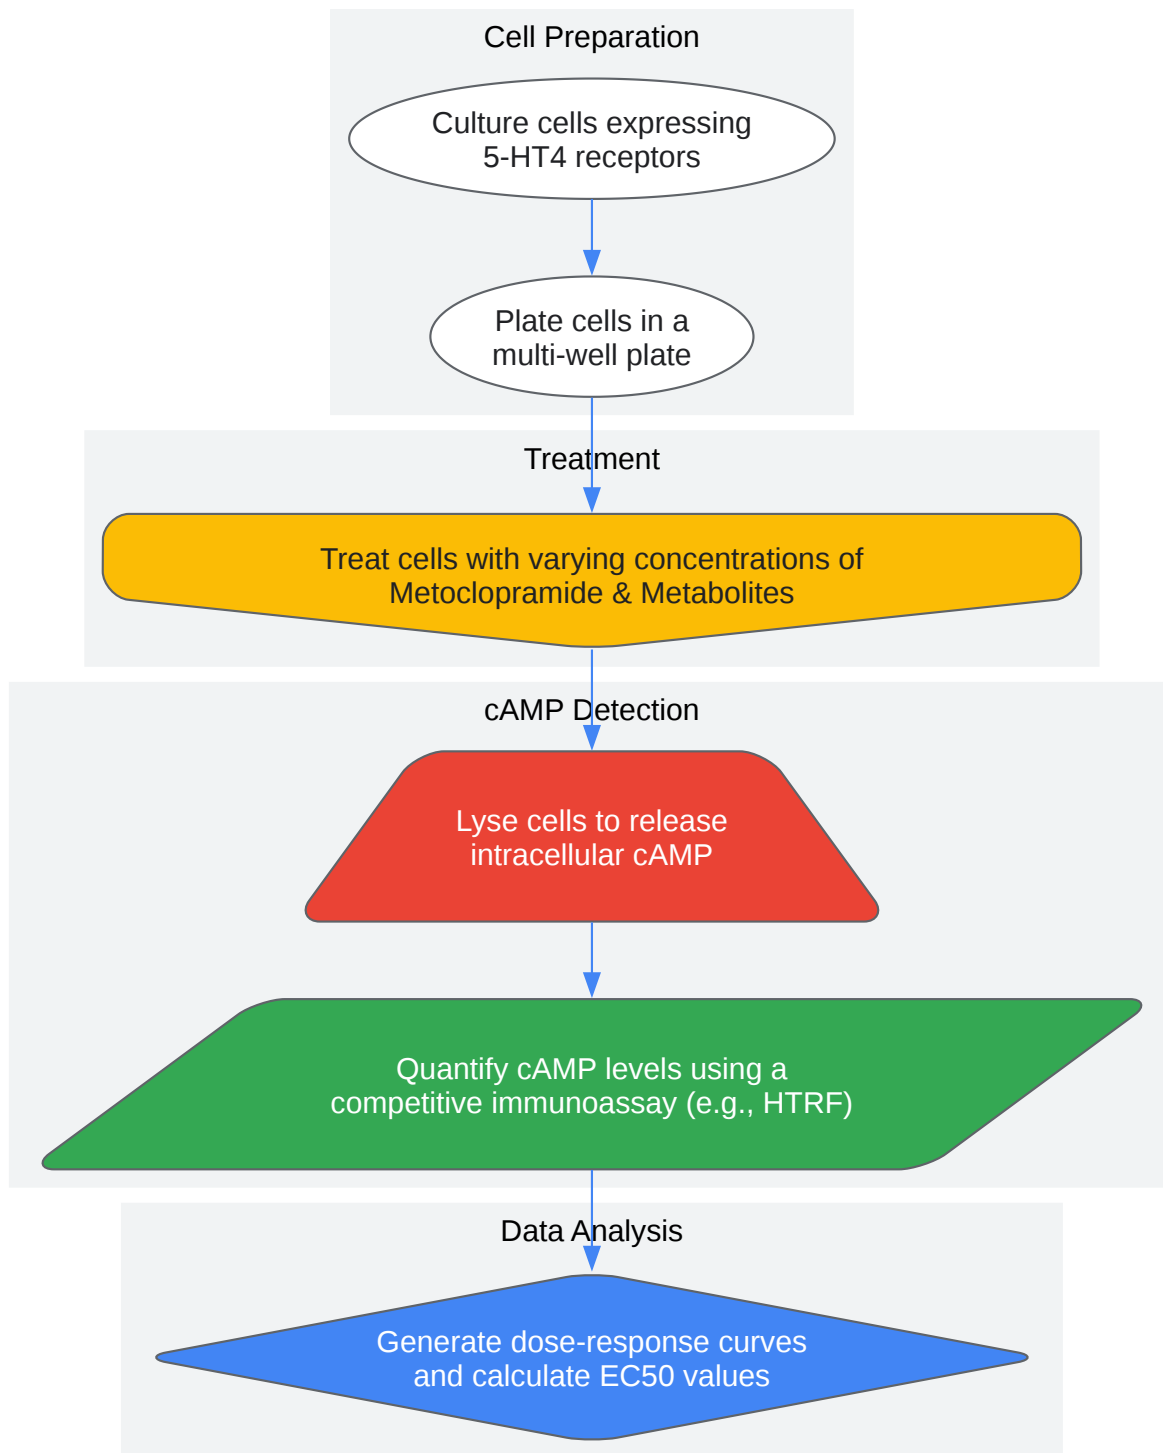 Cell Preparation
Culture cells expressing
5-HT4 receptors
Plate cells in a
multi-well plate
Treatment
Treat cells with varying concentrations of
Metoclopramide & Metabolites
cAMP Detection
Lyse cells to release
intracellular cAMP
Quantify cAMP levels using a
competitive immunoassay (e.g., HTRF)
Data Analysis
Generate dose-response curves
and calculate EC50 values